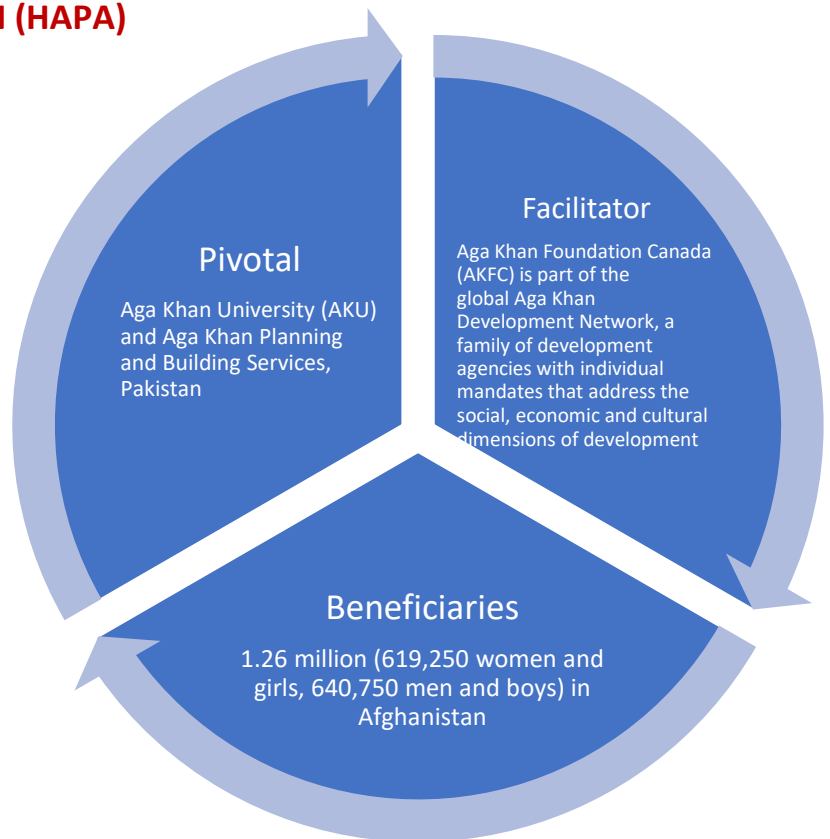 (HAPA)
Pivotal
Aga Khan University (AKU)
and Aga Khan Planning
and Building Services,
Pakistan
Facilitator
Aga Khan Foundation Canada
(AKFC) is part of the
global Aga Khan
Development Network, a
family of development
agencies with individual
mandates that address the
social, economic and cultural
dimensions of development
Beneficiaries
1.26 million (619,250 women and
girls, 640,750 men and boys) in
Afghanistan